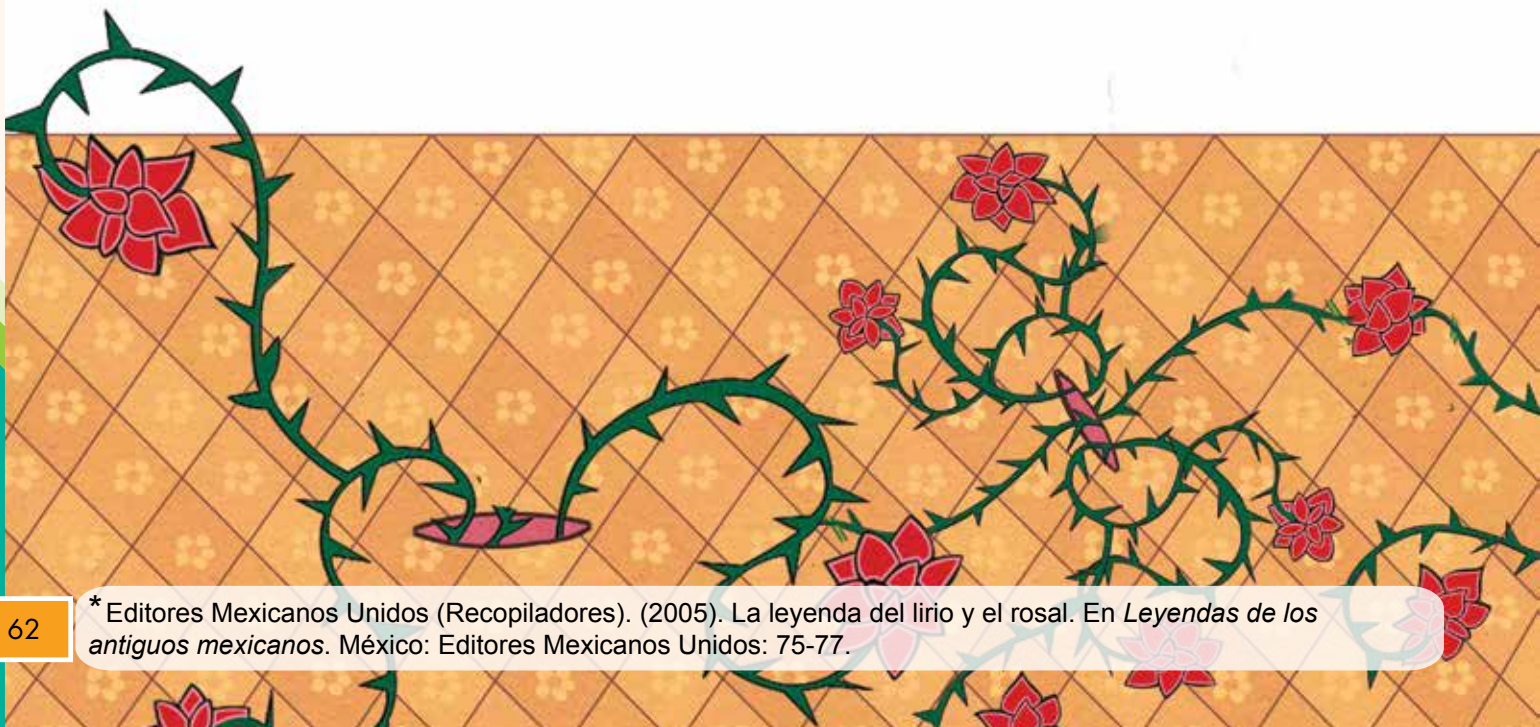 62
* Editores Mexicanos Unidos (Recopiladores). (2005). La leyenda del lirio y el rosal. En Leyendas de los
antiguos mexicanos. México: Editores Mexicanos Unidos: 75-77.